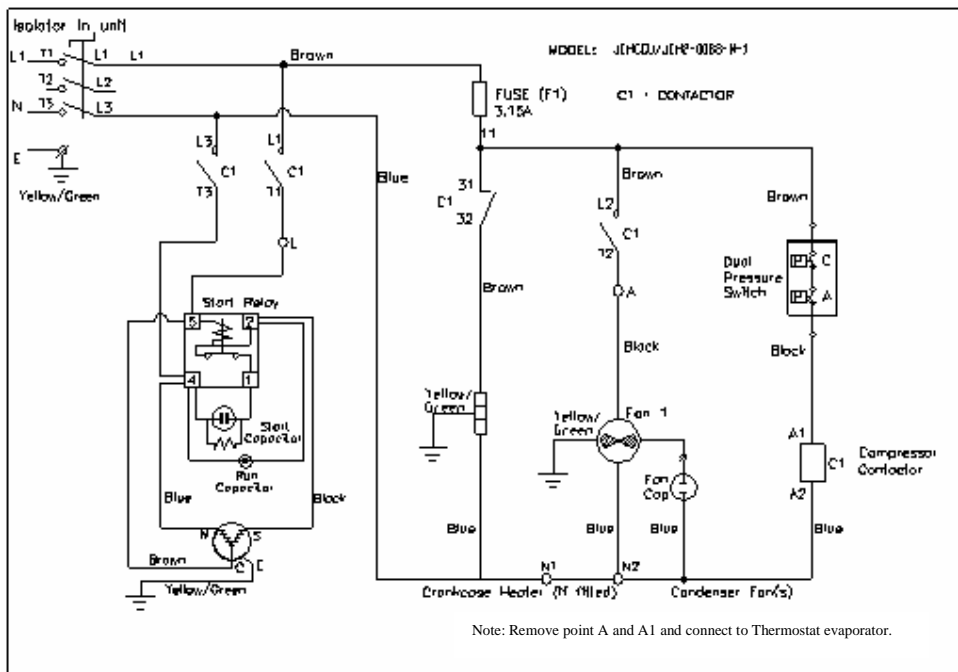 Isolator In unit
L1 T1 L1 L1 Brown
T2 L2
N T3 L3
E
Yellow/Green
MODEL:
FUSE (F1)
3.15A
C1 : CONTACTOR
11
L3 C1 T3
L1 C1 T1
L
Blue
31
C1
32
Brown
L2
C1
T2
A
Brown
Brown
Dual
Pressure
Switch
C
A
Black
Black
Start Relay
5 2
4 1
Start
Capacitor
Run
Capacitor
Blue
Black
S
C E
Brown
Yellow/Green
Yellow/
Green
Yellow/
Green
Fan 1
Fan
Cap
A1
C1
A2
Compressor
Contactor
Blue
Blue
Blue
Blue
N1
N2
Crankcase Heater (If fitted)
Condenser Fan(s)
Note: Remove point A and A1 and connect to Thermostat evaporator.